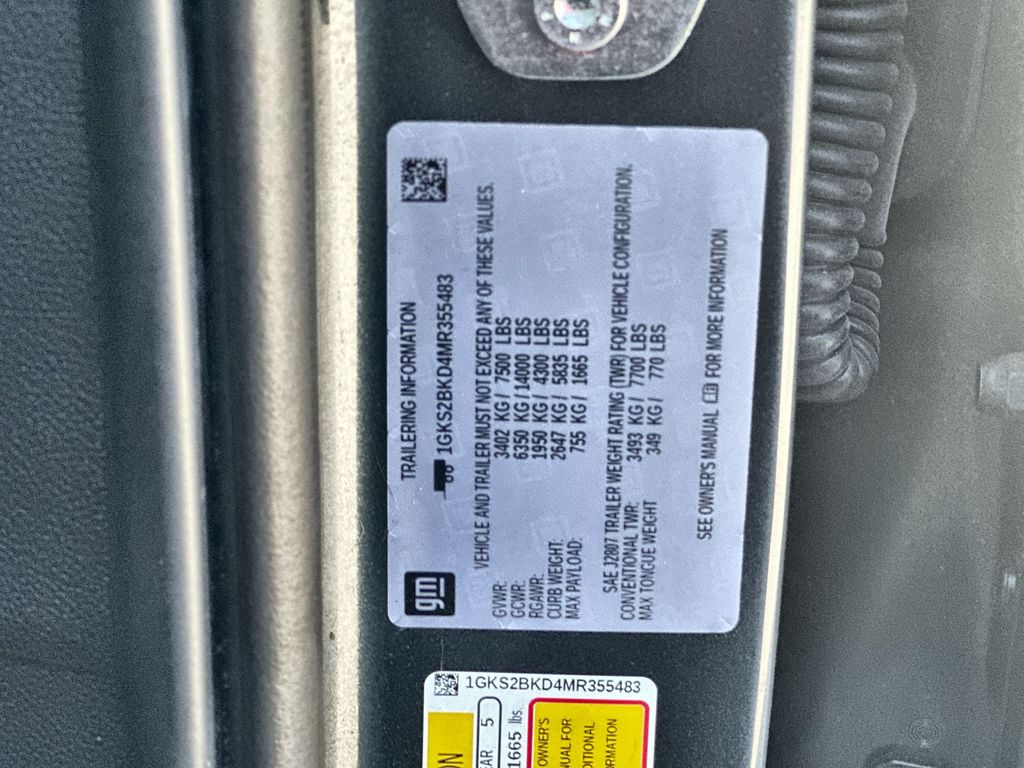 gm
TRAILERING INFORMATION
1GKS2BKD4MR355483
VEHICLE AND TRAILER MUST NOT EXCEED ANY OF THESE VALUES.
GVWR: 3402 KG/ 7500 LBS
GCWR: 6350 KG/14000 LBS
RGAWR: 1950 KG/ 4300 LBS
CURB WEIGHT: 2647 KG/ 5835 LBS
MAX PAYLOAD: 755 KG/ 1665 LBS
SAE J2807 TRAILER WEIGHT RATING (TWR) FOR VEHICLE CONFIGURATION.
CONVENTIONAL TWR: 3493 KG/ 7700 LBS
MAX TONGUE WEIGHT 349 KG/ 770 LBS
SEE OWNER'S MANUAL FOR MORE INFORMATION
1GKS2BKD4MR355483
ON
EAR 5
1665 lbs.
OWNER'S
UAL FOR
DITIONAL
ORMATION